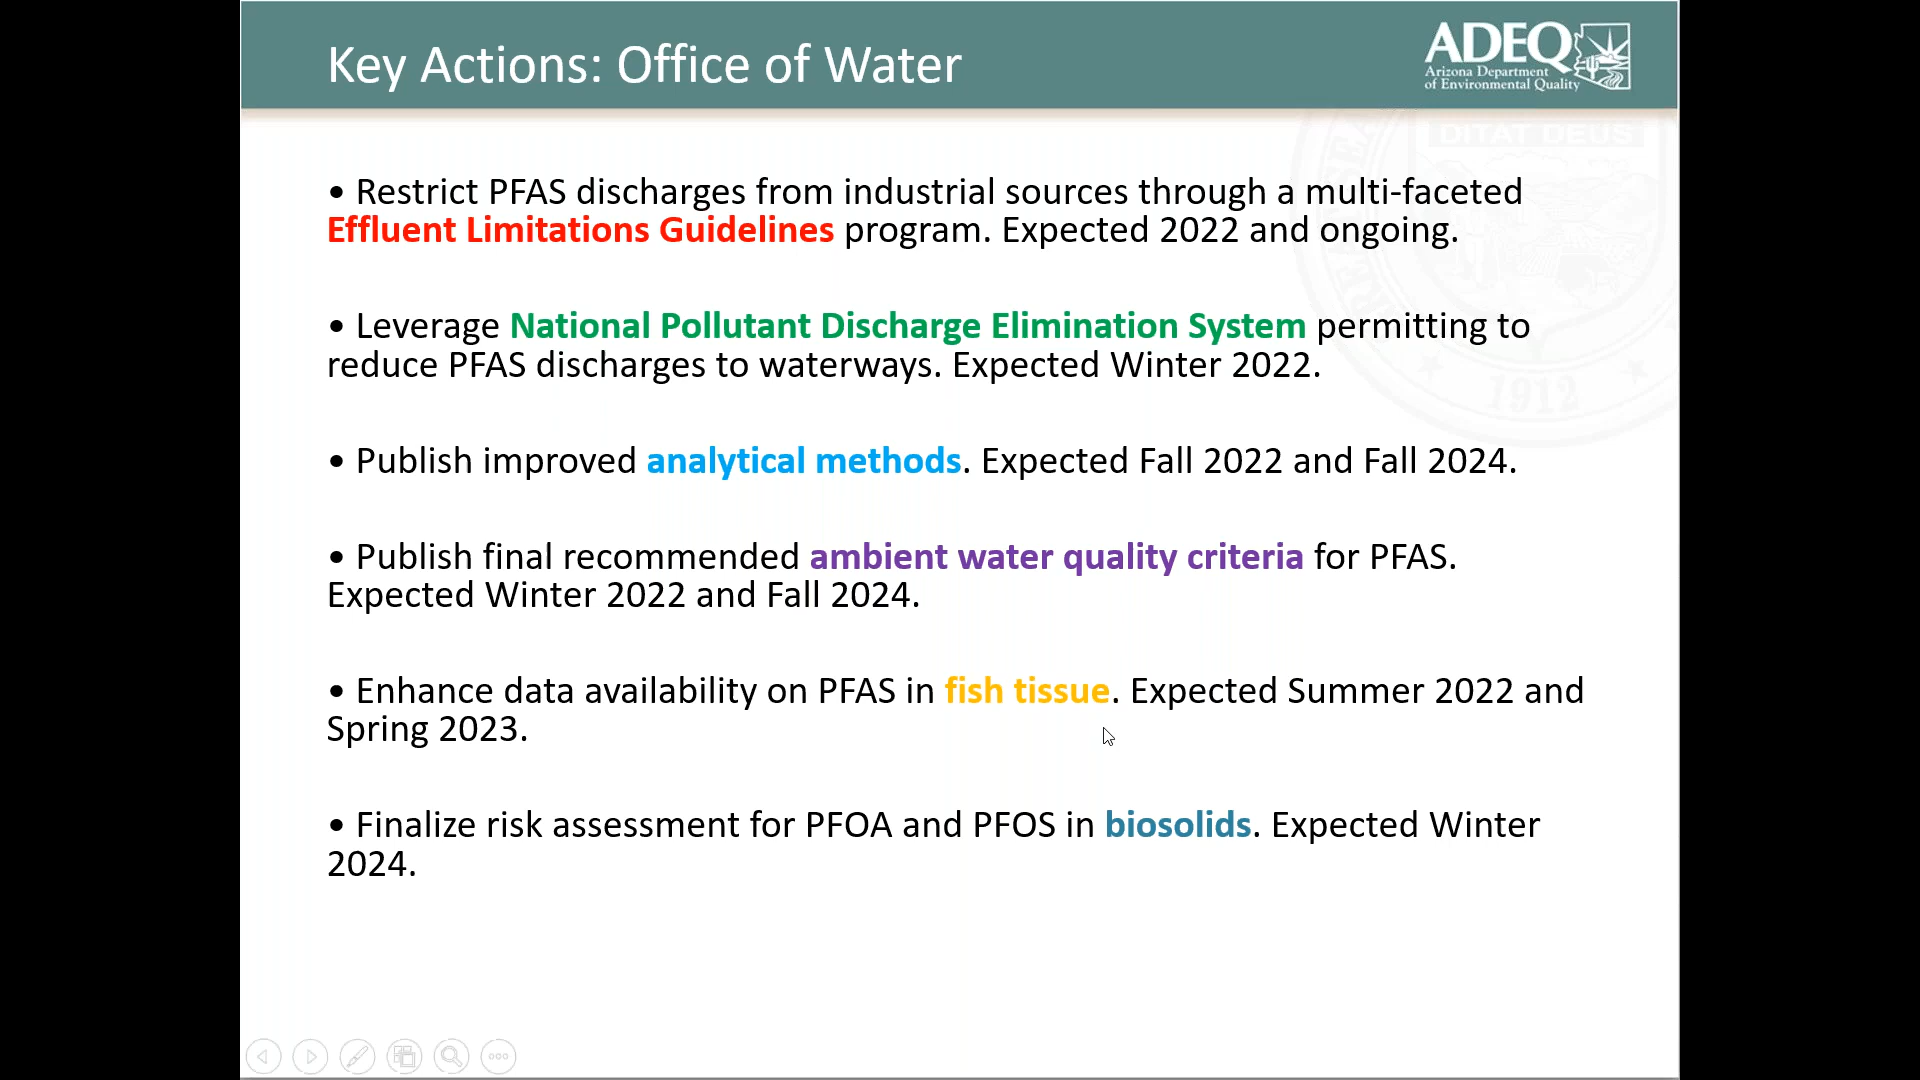 Key Actions: Office of Water
ADEQ
Arizona Department
of Environmental Quality
DITAT DEUS
• Restrict PFAS discharges from industrial sources through a multi-faceted
Effluent Limitations Guidelines program. Expected 2022 and ongoing.
• Leverage National Pollutant Discharge Elimination System permitting to
reduce PFAS discharges to waterways. Expected Winter 2022.
1912
• Publish improved analytical methods. Expected Fall 2022 and Fall 2024.
• Publish final recommended ambient water quality criteria for PFAS.
Expected Winter 2022 and Fall 2024.
• Enhance data availability on PFAS in fish tissue. Expected Summer 2022 and
Spring 2023.
• Finalize risk assessment for PFOA and PFOS in biosolids. Expected Winter
2024.